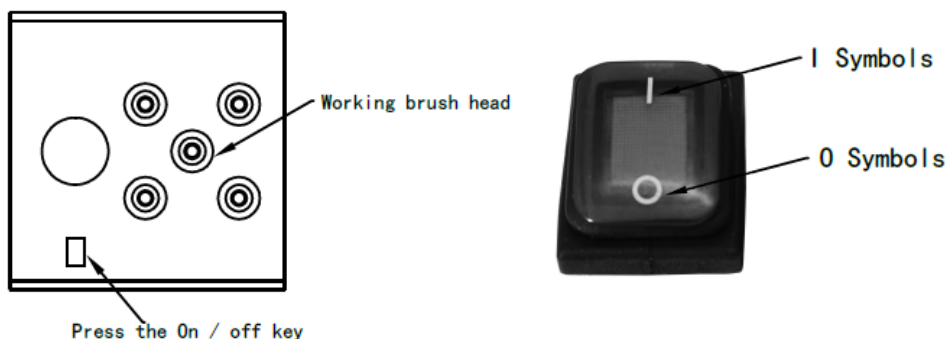 Working brush head
Press the On / off key
I Symbols
O Symbols